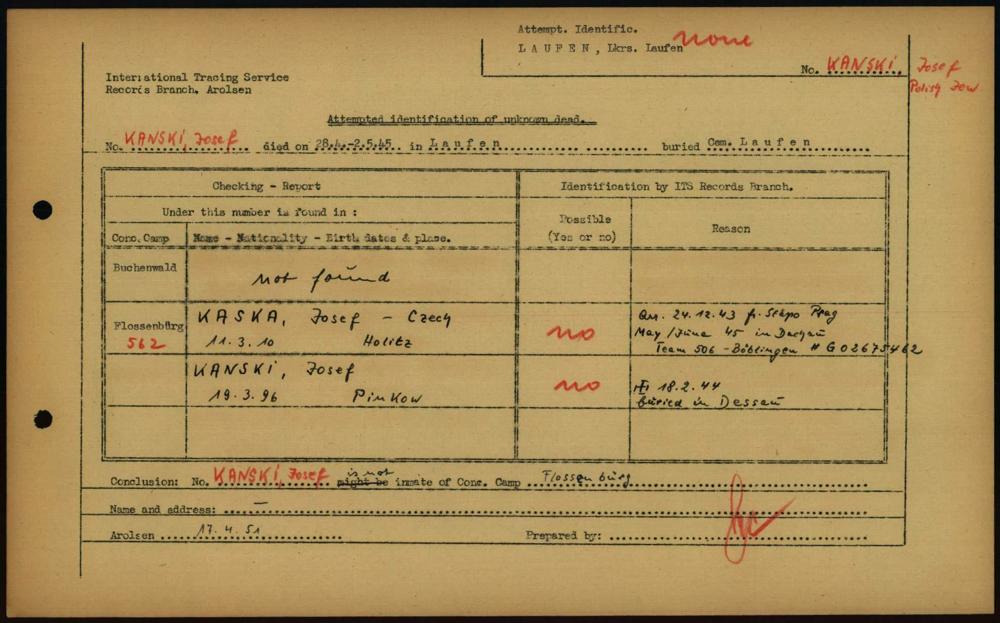 Attempt. Identific.
LAUFEN, Lkrs. Laufen none
No. KANSKI, Josef
Polish Jew
International Tracing Service
Records Branch, Arolsen
Attempted identification of unknown dead.
No. KANSKI, Josef died on 28.4.-2.5.45 in Laufen buried Cem. Laufen
Checking - Report
Identification by ITS Records Branch.
Under this number is found in :
Possible
(Yes or no)
Reason
Conc. Camp
Name - Nationality - Birth dates & place.
Buchenwald
not found
Flossenbürg
562
KASKA, Josef - Czech
11.3.10 Holitz
no
Arr. 24.12.43 fr. Stapo Prag
May/June 45 in Dachau
Team 506 - Böblingen # G02675462
KANSKI, Josef
19.3.96 Pinkow
no
18.2.44
buried in Dessau
Conclusion: No. KANSKI, Josef is not might be inmate of Conc. Camp Flossenbürg
Name and address: —
Arolsen 17.4.51
Prepared by: